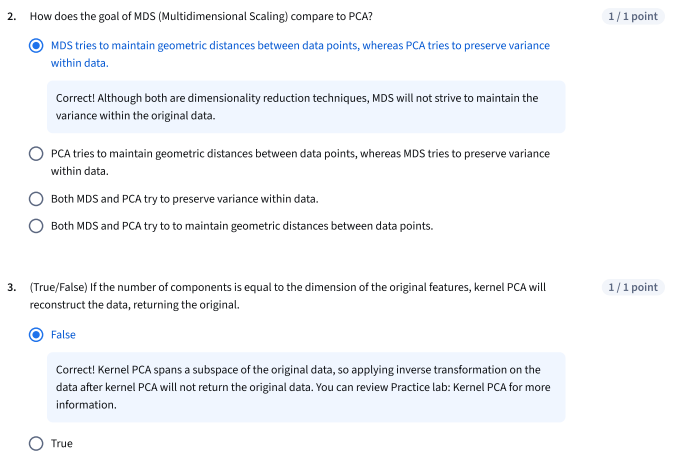 2. How does the goal of MDS (Multidimensional Scaling) compare to PCA? 1 / 1 point
MDS tries to maintain geometric distances between data points, whereas PCA tries to preserve variance
within data.
Correct! Although both are dimensionality reduction techniques, MDS will not strive to maintain the
variance within the original data.
PCA tries to maintain geometric distances between data points, whereas MDS tries to preserve variance
within data.
Both MDS and PCA try to preserve variance within data.
Both MDS and PCA try to to maintain geometric distances between data points.
3. (True/False) If the number of components is equal to the dimension of the original features, kernel PCA will 1 / 1 point
reconstruct the data, returning the original.
False
Correct! Kernel PCA spans a subspace of the original data, so applying inverse transformation on the
data after kernel PCA will not return the original data. You can review Practice lab: Kernel PCA for more
information.
True